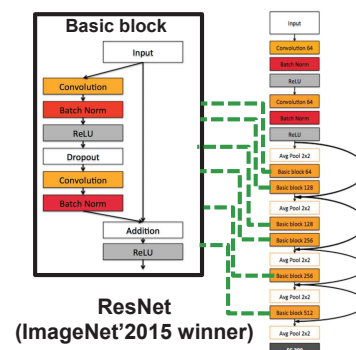 Basic block
Input
Convolution
Batch Norm
ReLU
Dropout
Convolution
Batch Norm
Addition
ReLU
ResNet
(ImageNet'2015 winner)
Input
Convolution 64
Batch Norm
ReLU
Convolution 64
Batch Norm
ReLU
Avg Pool 2x2
Basic block 64
Basic block 128
Avg Pool 2x2
Basic block 128
Basic block 256
Avg Pool 2x2
Basic block 256
Avg Pool 2x2
Basic block 512
Avg Pool 2x2